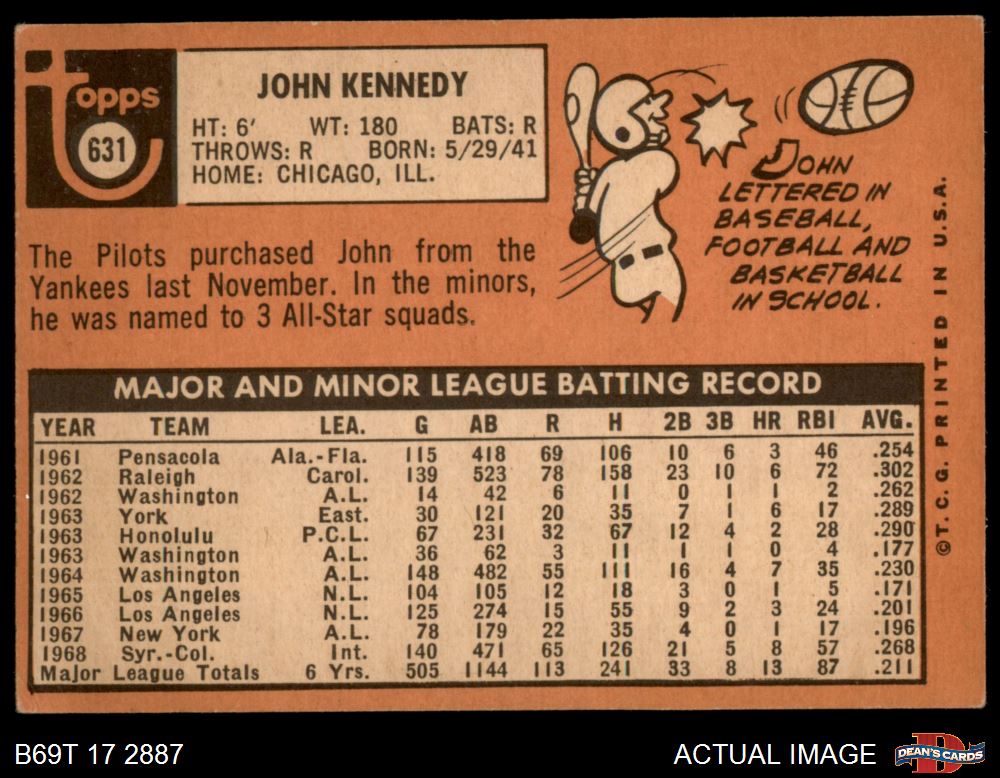 Topps
631
JOHN KENNEDY
HT: 6' WT: 180 BATS: R
THROWS: R BORN: 5/29/41
HOME: CHICAGO, ILL.
The Pilots purchased John from the
Yankees last November. In the minors,
he was named to 3 All-Star squads.
JOHN
LETTERED IN
BASEBALL,
FOOTBALL AND
BASKETBALL
IN SCHOOL.
MAJOR AND MINOR LEAGUE BATTING RECORD
YEAR TEAM LEA. G AB R H 2B 3B HR RBI AVG.
1961 Pensacola Ala.-Fla. 115 418 69 106 10 6 3 46 .254
1962 Raleigh Carol. 139 523 78 158 23 10 6 72 .302
1962 Washington A.L. 14 42 6 11 0 1 1 2 .262
1963 York East. 30 121 20 35 7 1 6 17 .289
1963 Honolulu P.C.L. 67 231 32 67 12 4 2 28 .290
1963 Washington A.L. 36 62 3 11 1 1 0 4 .177
1964 Washington A.L. 148 482 55 111 16 4 7 35 .230
1965 Los Angeles N.L. 104 105 12 18 3 0 1 5 .171
1966 Los Angeles N.L. 125 274 15 55 9 2 3 24 .201
1967 New York A.L. 78 179 22 35 4 0 1 17 .196
1968 Syr.-Col. Int. 140 471 65 126 21 5 8 57 .268
Major League Totals 6 Yrs. 505 1144 113 241 33 8 13 87 .211
© T. C. G. PRINTED IN U.S.A.
B69T 17 2887
ACTUAL IMAGE
DEAN'S CARDS